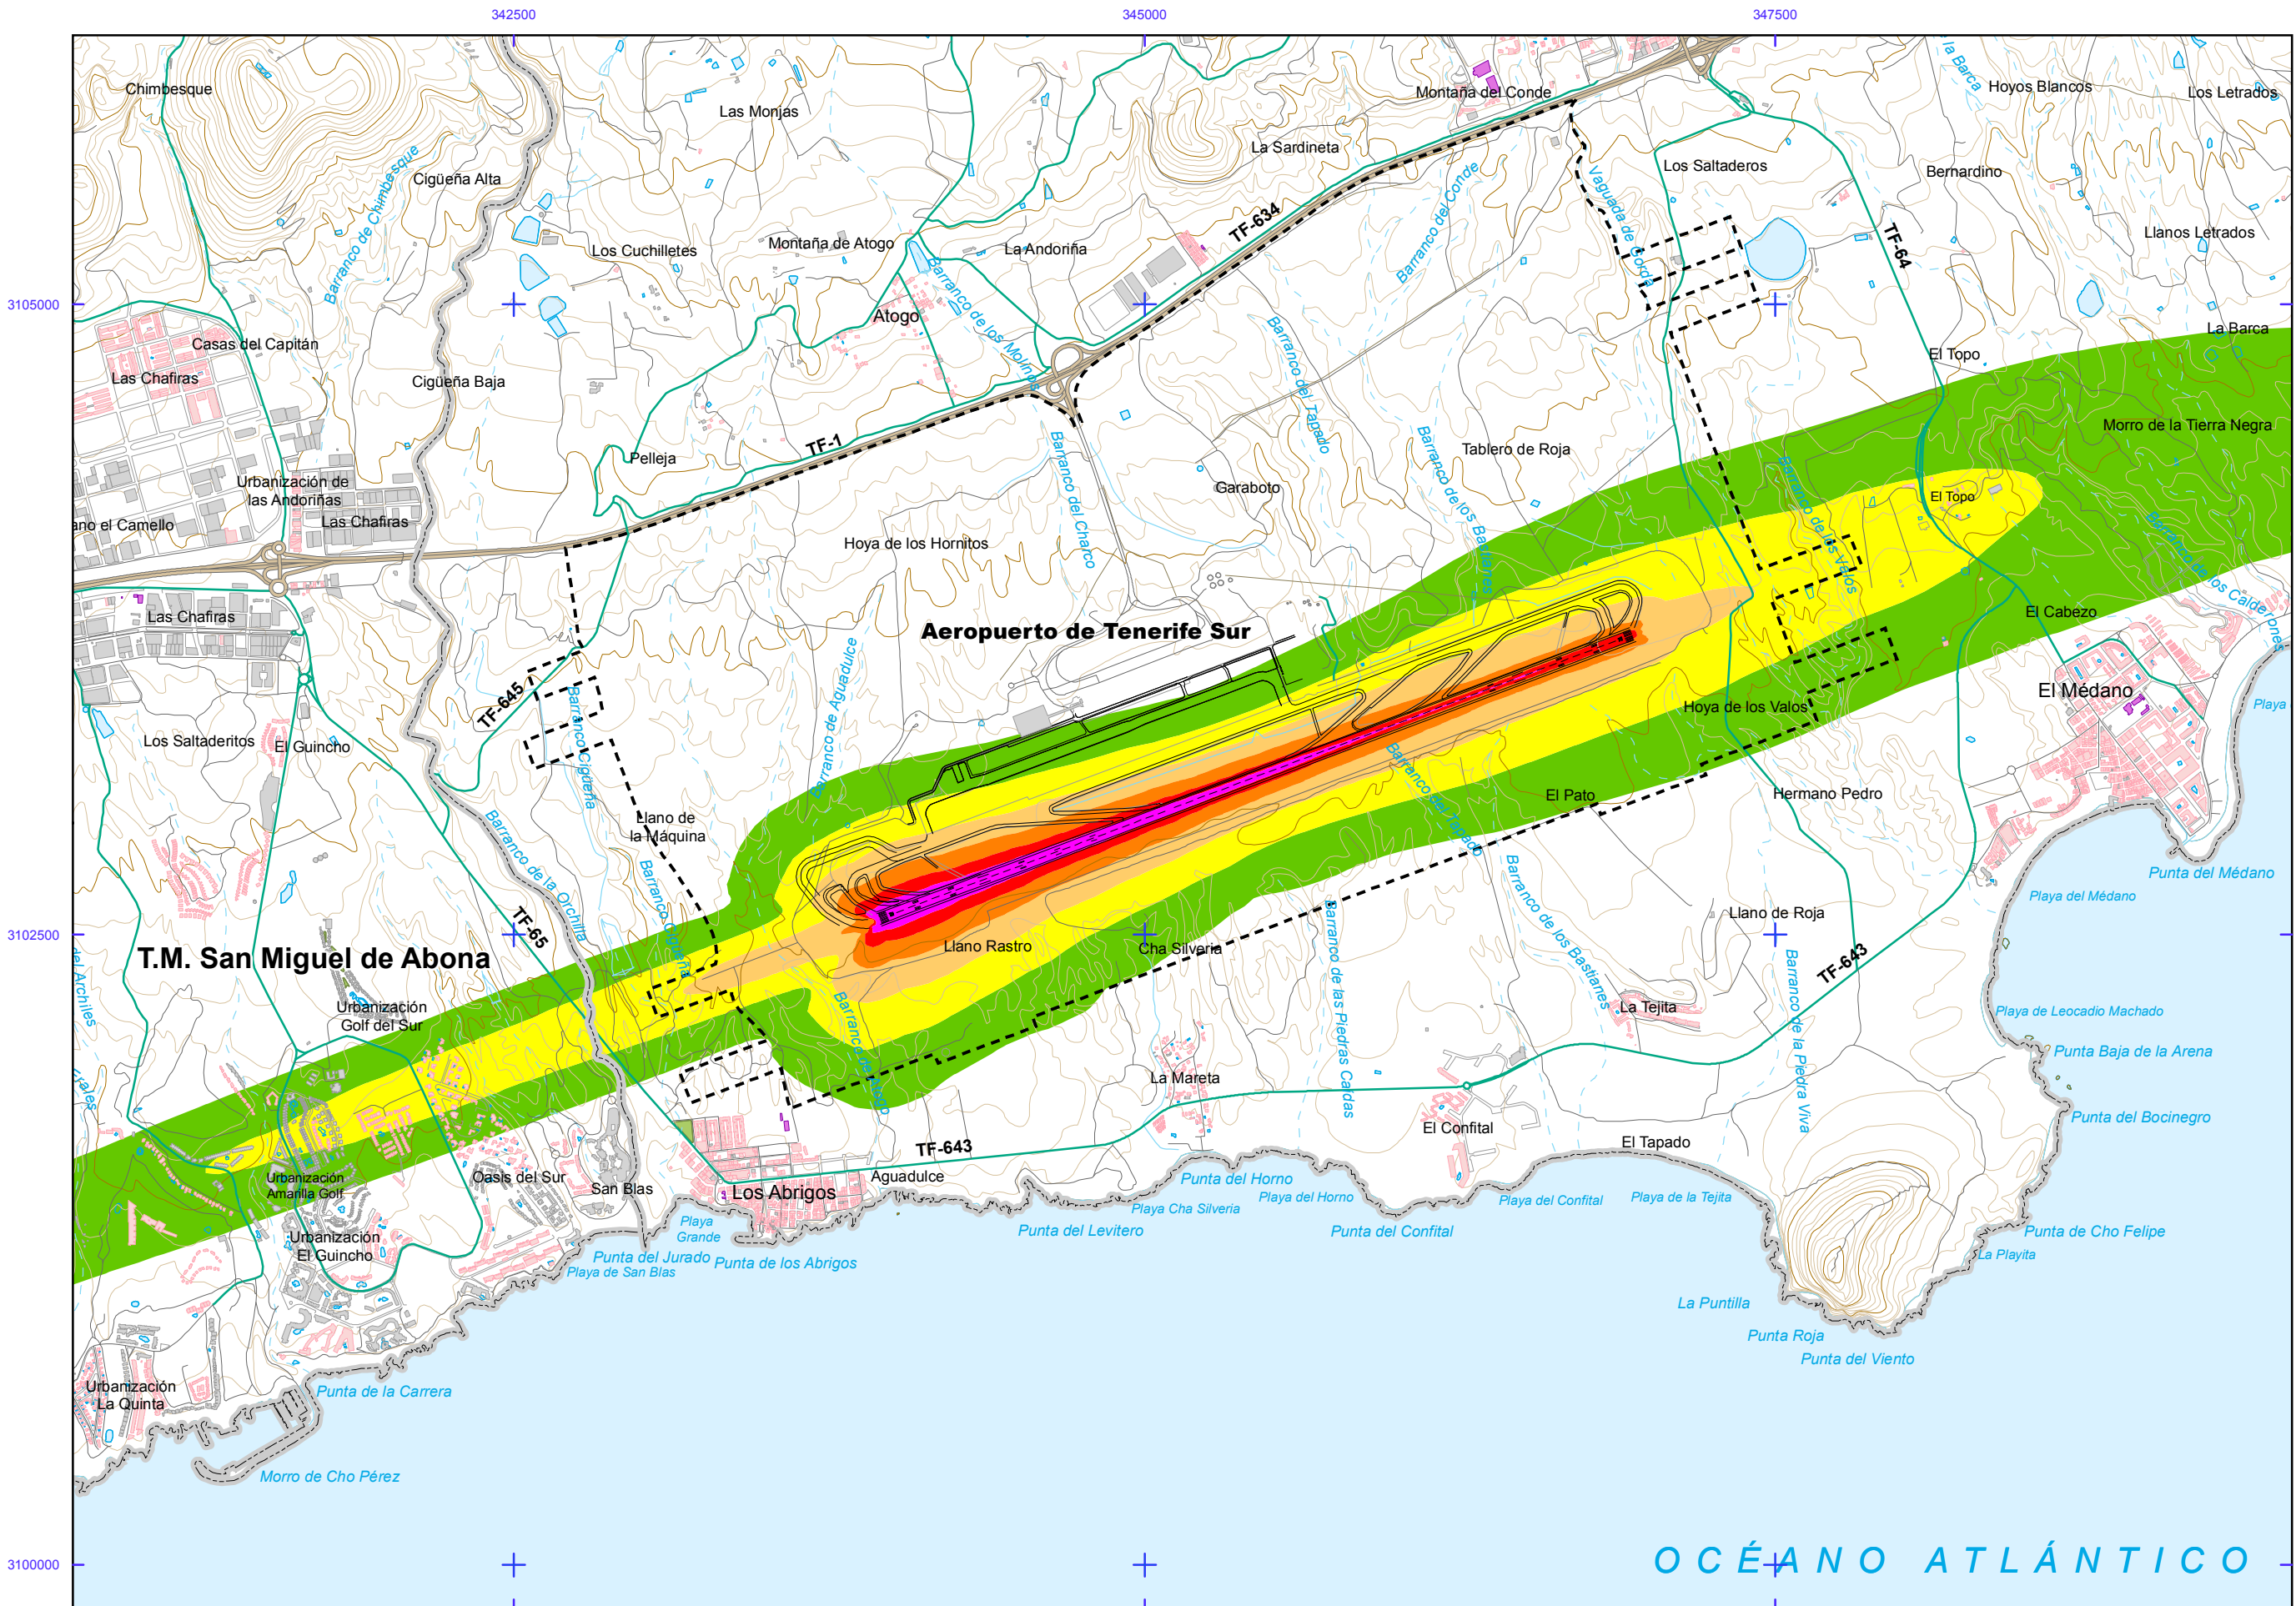 342500
345000
347500
Chimbesque
Las Monjas
Montaña del Conde
la Barca
Hoyos Blancos
Los Letrados
Barranco de Chimbesque
Cigüeña Alta
La Sardineta
Barranco del Conde
Vaguada de Gorda
Los Saltaderos
Bernardino
TF-634
TF-64
Los Cuchilletes
Montaña de Atogo
La Andoriña
Llanos Letrados
Barranco de los Molinos
3105000
Atogo
Casas del Capitán
Las Chafiras
Cigüeña Baja
Barranco del Tapado
La Barca
El Topo
Morro de la Tierra Negra
TF-1
Pelleja
Tablero de Roja
Barranco del Charco
Barranco de los Bastianes
Garaboto
Barranco de los Valos
El Topo
Urbanización de
las Andoriñas
Las Chafiras
ano el Camello
Hoya de los Hornitos
Barranco de los Calderones
Las Chafiras
El Cabezo
Aeropuerto de Tenerife Sur
El Médano
TF-645
Barranco Cigüeña
Barranco de Aguadulce
Hoya de los Valos
Playa
Los Saltaderitos
El Guincho
Barranco del Tapado
El Pato
Hermano Pedro
Llano de
la Máquina
Barranco de la Orchilla
Barranco Cigüeña
Barranco de los Bastianes
Punta del Médano
Playa del Médano
TF-65
Barranco de las Piedras Caídas
Llano de Roja
3102500
Llano Rastro
Cha Silveria
T.M. San Miguel de Abona
TF-643
del Archiles
Barranco de la Piedra Viva
Urbanización
Golf del Sur
Barranco de Atogo
La Tejita
Playa de Leocadio Machado
Punta Baja de la Arena
La Mareta
Punta del Bocinegro
El Confital
El Tapado
TF-643
Urbanización
Amarilla Golf
Oasis del Sur
San Blas
Los Abrigos
Aguadulce
Punta del Horno
Playa del Horno
Playa del Confital
Playa de la Tejita
Playa Cha Silveria
Playa
Grande
Punta del Levitero
Punta del Confital
Punta de Cho Felipe
Urbanización
El Guincho
La Playita
Punta del Jurado
Punta de los Abrigos
Playa de San Blas
La Puntilla
Punta Roja
Punta del Viento
Urbanización
La Quinta
Punta de la Carrera
Morro de Cho Pérez
3100000
OCÉANO ATLÁNTICO